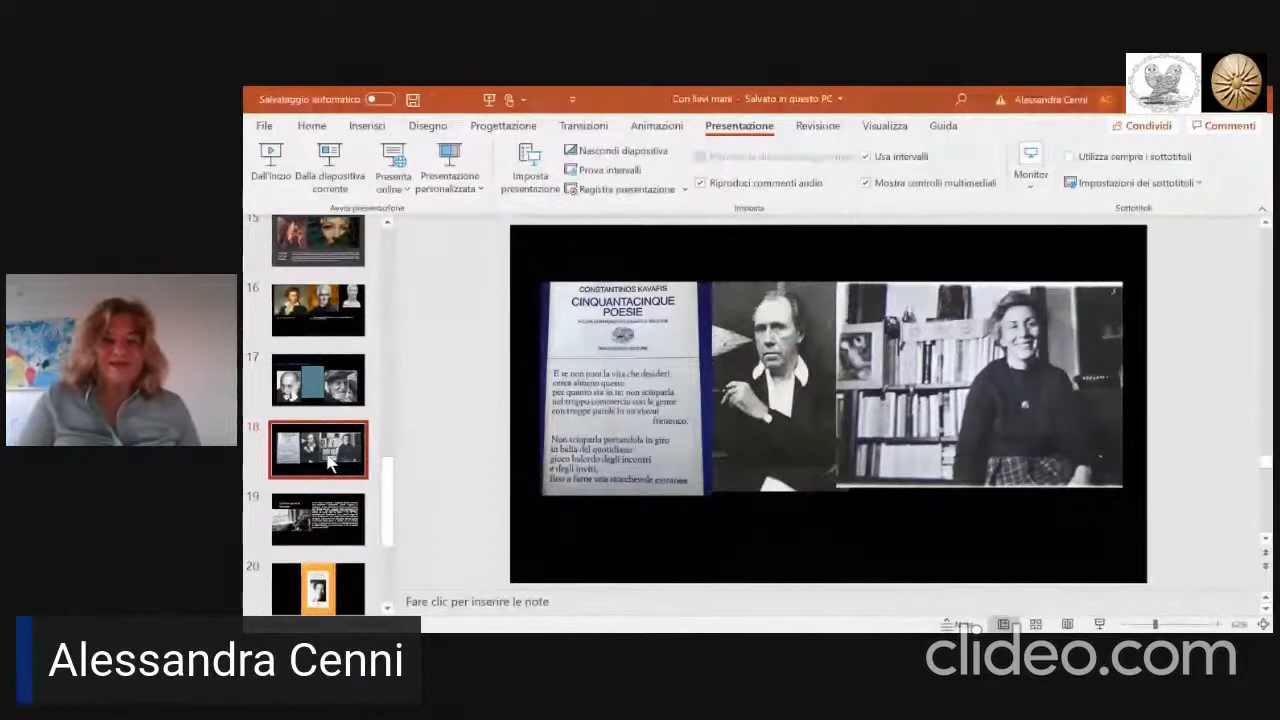 Salvataggio automatico
Con lievi mani - Salvato in questo PC
Alessandra Cenni
AC
File Home Inserisci Disegno Progettazione Transizioni Animazioni Presentazione Revisione Visualizza Guida
Condividi Commenti
Dall'inizio
Dalla diapositiva corrente
Presenta online
Presentazione personalizzata
Avvia presentazione
Imposta presentazione
Nascondi diapositiva
Prova intervalli
Registra presentazione
Riproduci commenti audio
Usa intervalli
Mostra controlli multimediali
Imposta
Monitor
Utilizza sempre i sottotitoli
Impostazioni dei sottotitoli
Sottotitoli
15
16
17
18
19
20
CONSTANTINOS KAVAFIS
CINQUANTACINQUE
POESIE
E se non puoi la vita che desideri
cerca almeno questo
per quanto sta in te: non sciuparla
nel troppo commercio con la gente
con troppe parole in un viavai
frenetico.
Non sciuparla portandola in giro
in balìa del quotidiano
gioco balordo degli incontri
e degli inviti,
fino a farne una stucchevole estranea
Fare clic per inserire le note
62%
Alessandra Cenni
clideo.com